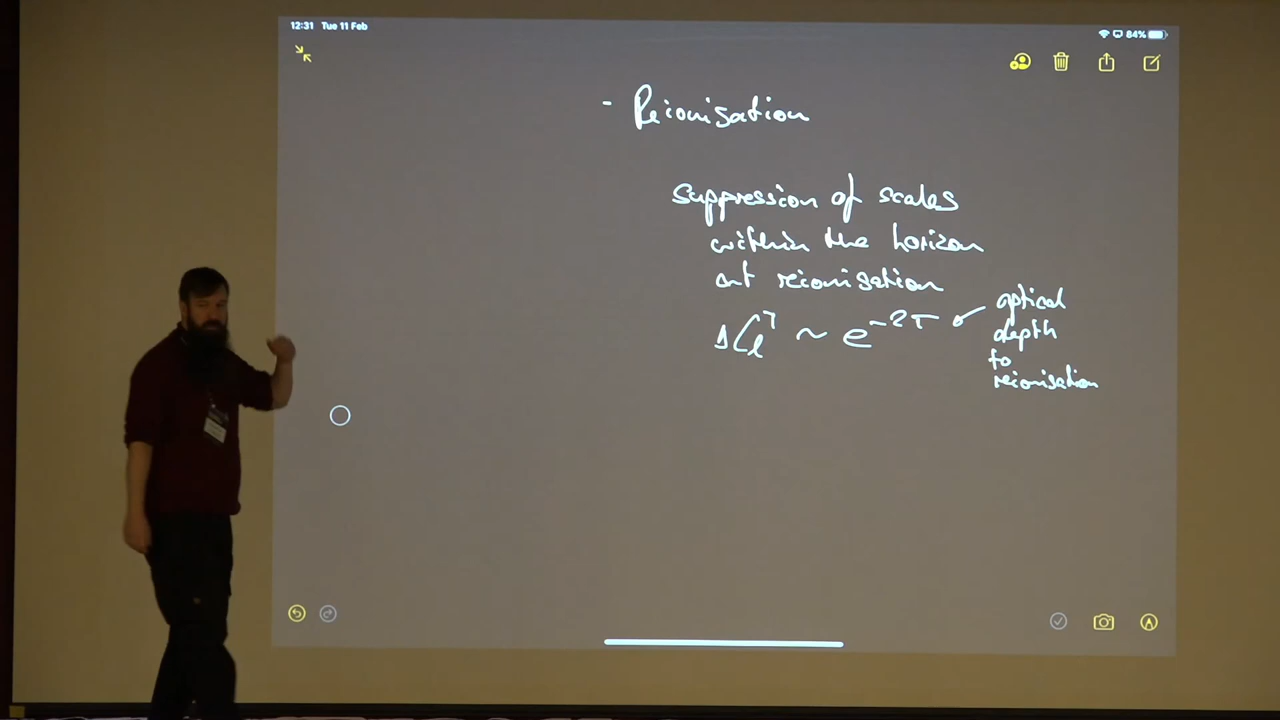 12:31 Tue 11 Feb
84%
- Reionisation
suppression of scales
within the horizon
at reionisation
ΔCℓᵀ ~ e^{-2τ}
optical
depth
to
reionisation